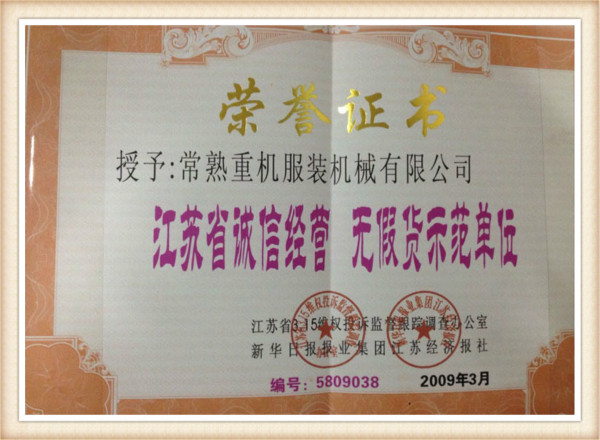 荣誉证书
授予:常熟重机服装机械有限公司
江苏省诚信经营 无假货示范单位
江苏省3.15维权投诉监督跟踪调查办公室
新华日报报业集团江苏经济报社
编号:5809038 2009年3月